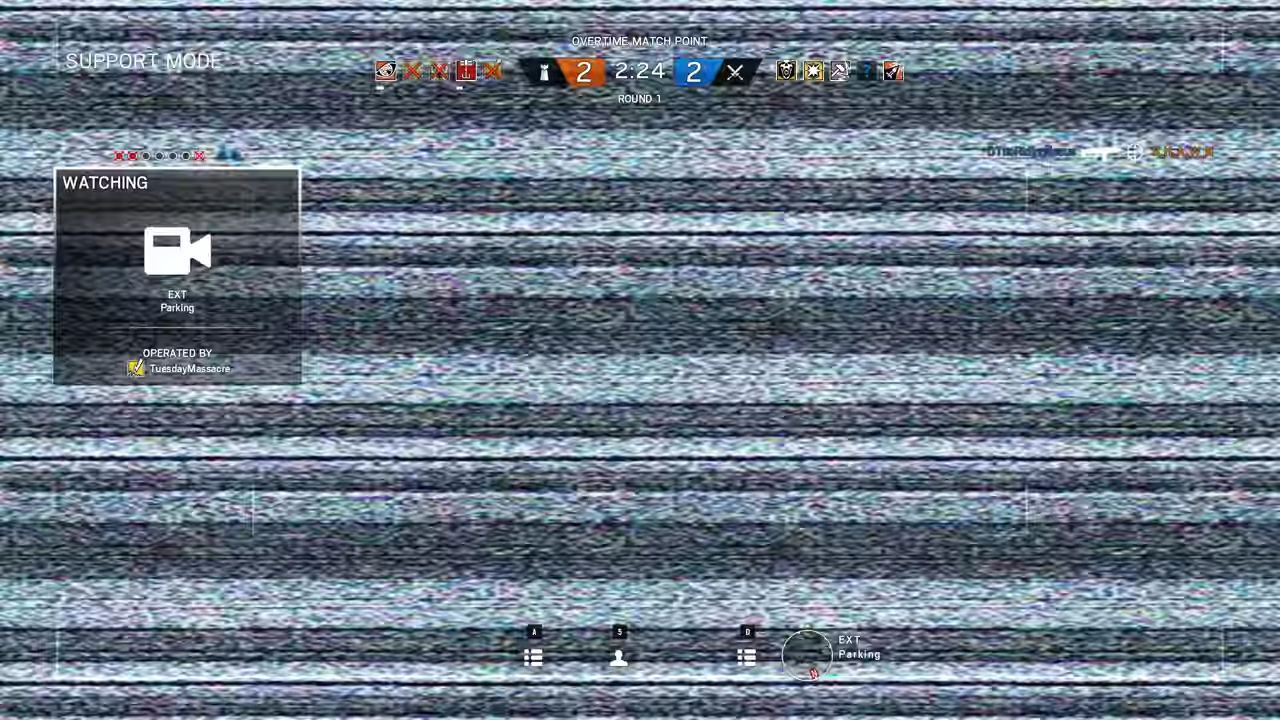 OVERTIME MATCH POINT
SUPPORT MODE
2 2:24 2
ROUND 1
WATCHING
EXT
Parking
OPERATED BY
TuesdayMassacre
A S D
EXT
Parking
N